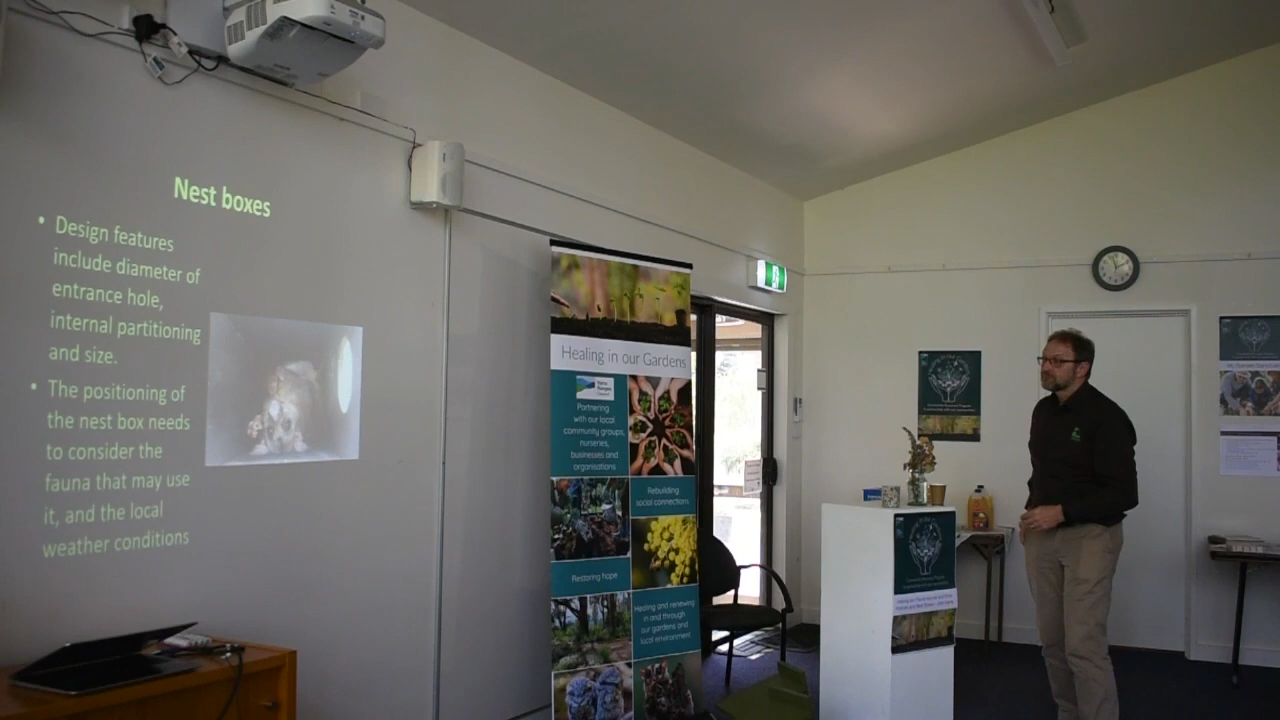 Nest boxes
• Design features
include diameter of
entrance hole,
internal partitioning
and size.
• The positioning of
the nest box needs
to consider the
fauna that may use
it, and the local
weather conditions
Healing in our Gardens
Partnering
with our local
community groups,
nurseries,
businesses and
organisations
Rebuilding
social connections
Restoring hope
Healing and renewing
in and through
our gardens and
local environment